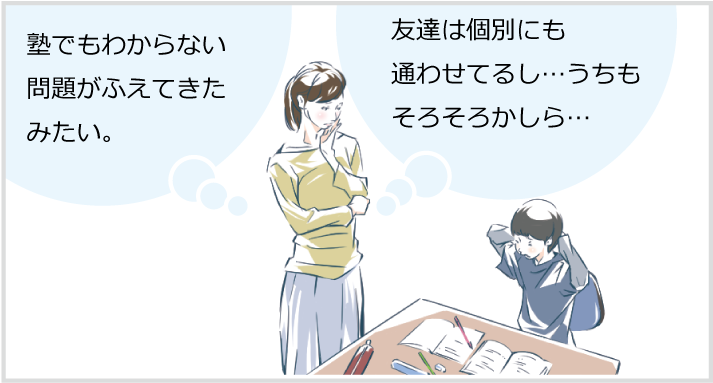 塾でもわからない
問題がふえてきた
みたい。
友達は個別にも
通わせてるし…うちも
そろそろかしら…